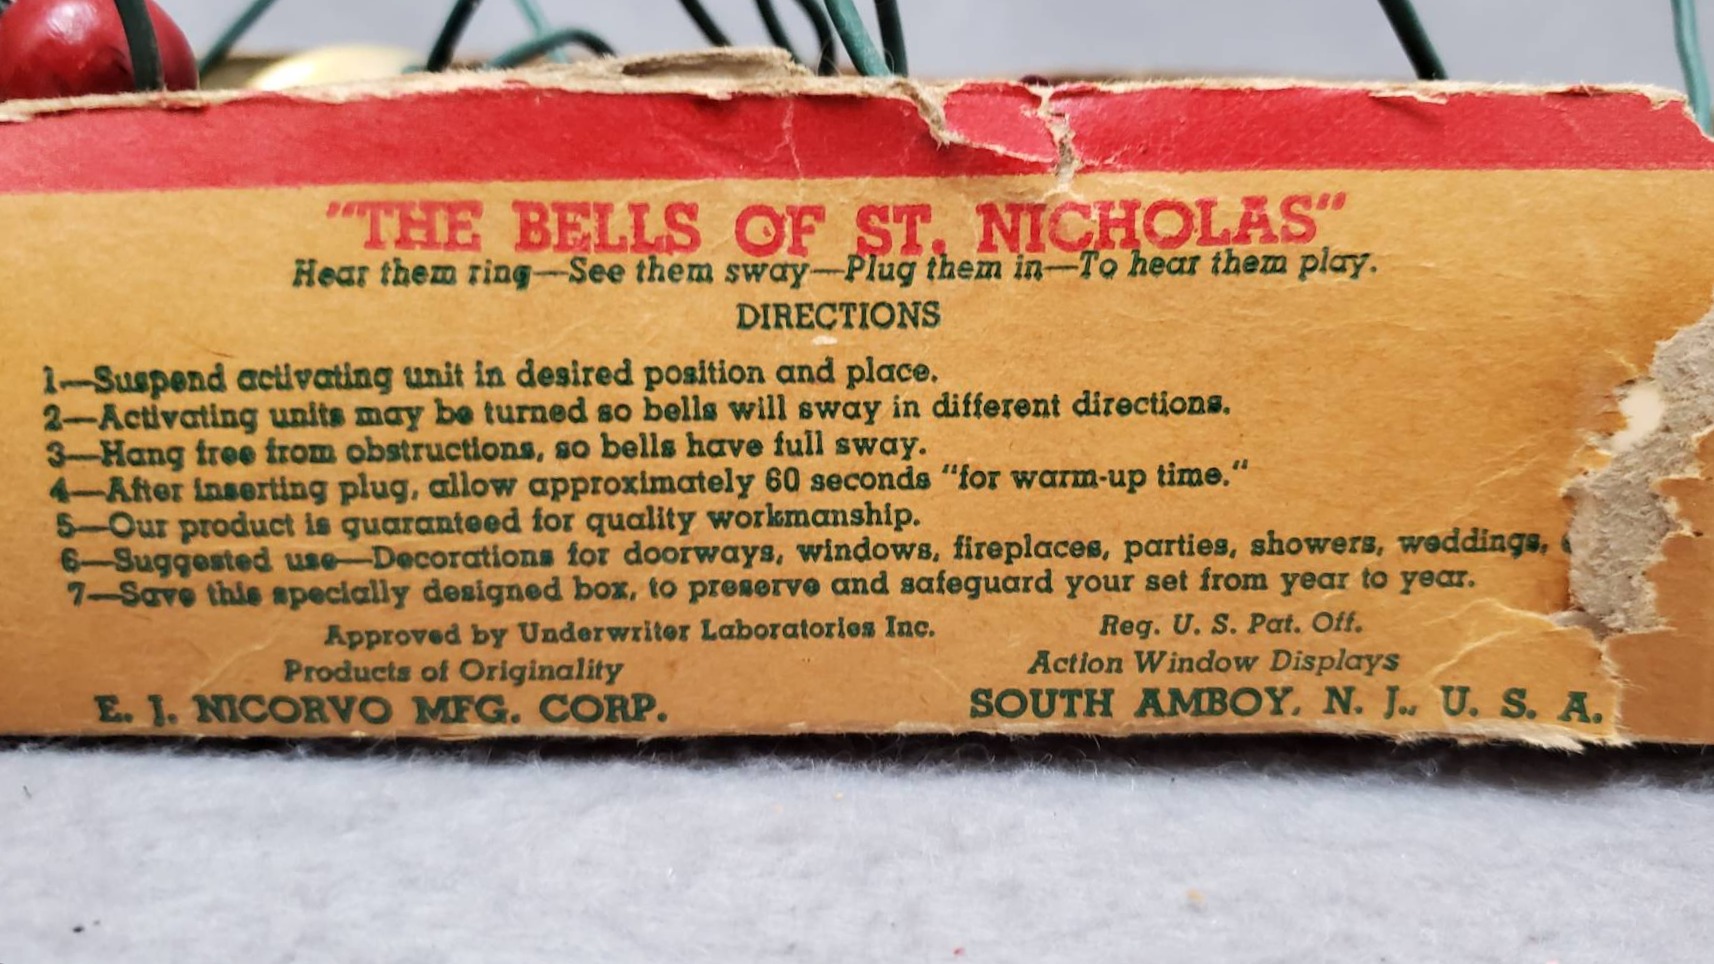 "THE BELLS OF ST. NICHOLAS"
Hear them ring—See them sway—Plug them in—To hear them play.
DIRECTIONS
1—Suspend activating unit in desired position and place.
2—Activating units may be turned so bells will sway in different directions.
3—Hang free from obstructions, so bells have full sway.
4—After inserting plug, allow approximately 60 seconds "for warm-up time."
5—Our product is guaranteed for quality workmanship.
6—Suggested use—Decorations for doorways, windows, fireplaces, parties, showers, weddings,
7—Save this specially designed box, to preserve and safeguard your set from year to year.
Approved by Underwriter Laboratories Inc. Reg. U. S. Pat. Off.
Products of Originality Action Window Displays
E. J. NICORVO MFG. CORP. SOUTH AMBOY, N. J., U. S. A.